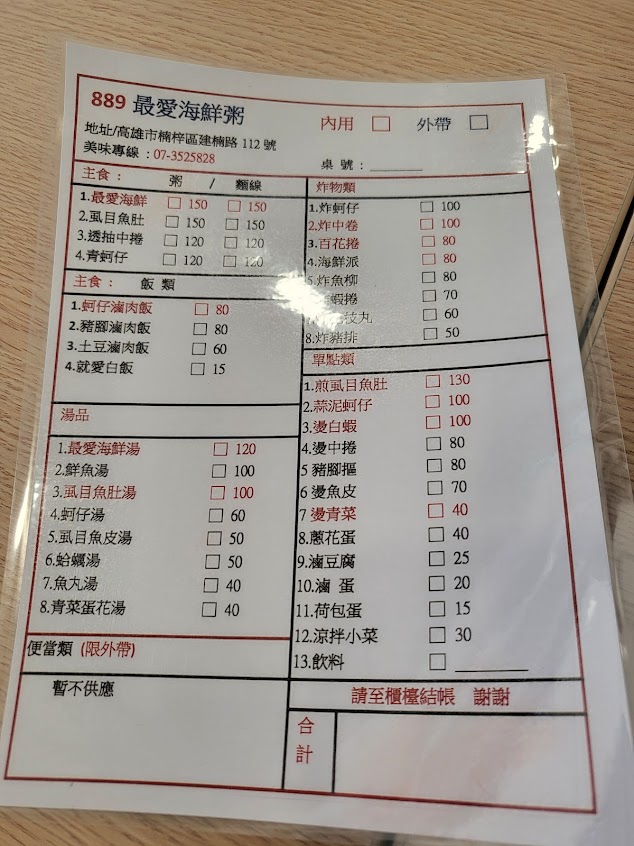 889 最愛海鮮粥
內用 □ 外帶 □
地址/高雄市楠梓區建楠路 112 號
美味專線 : 07-3525828
桌 號 : ________
主食 : 粥 / 麵線
1.最愛海鮮 □ 150 □ 150
2.虱目魚肚 □ 150 □ 150
3.透抽中捲 □ 120 □ 120
4.青蚵仔 □ 120 □ 120
主食 : 飯 類
1.蚵仔滷肉飯 □ 80
2.豬腳滷肉飯 □ 80
3.土豆滷肉飯 □ 60
4.就愛白飯 □ 15
湯品
1.最愛海鮮湯 □ 120
2.鮮魚湯 □ 100
3.虱目魚肚湯 □ 100
4.蚵仔湯 □ 60
5.虱目魚皮湯 □ 50
6.蛤蠣湯 □ 50
7.魚丸湯 □ 40
8.青菜蛋花湯 □ 40
便當類 (限外帶)
暫不供應
炸物類
1.炸蚵仔 □ 100
2.炸中卷 □ 100
3.百花捲 □ 80
4.海鮮派 □ 80
5.炸魚柳 □ 80
蝦捲 □ 70
丸 □ 60
8.炸豬排 □ 50
單點類
1.煎虱目魚肚 □ 130
2.蒜泥蚵仔 □ 100
3.燙白蝦 □ 100
4.燙中捲 □ 80
5 豬腳摳 □ 80
6 燙魚皮 □ 70
7 燙青菜 □ 40
8.蔥花蛋 □ 40
9.滷豆腐 □ 25
10.滷 蛋 □ 20
11.荷包蛋 □ 15
12.涼拌小菜 □ 30
13.飲料 □ ________
請至櫃檯結帳 謝謝
合計